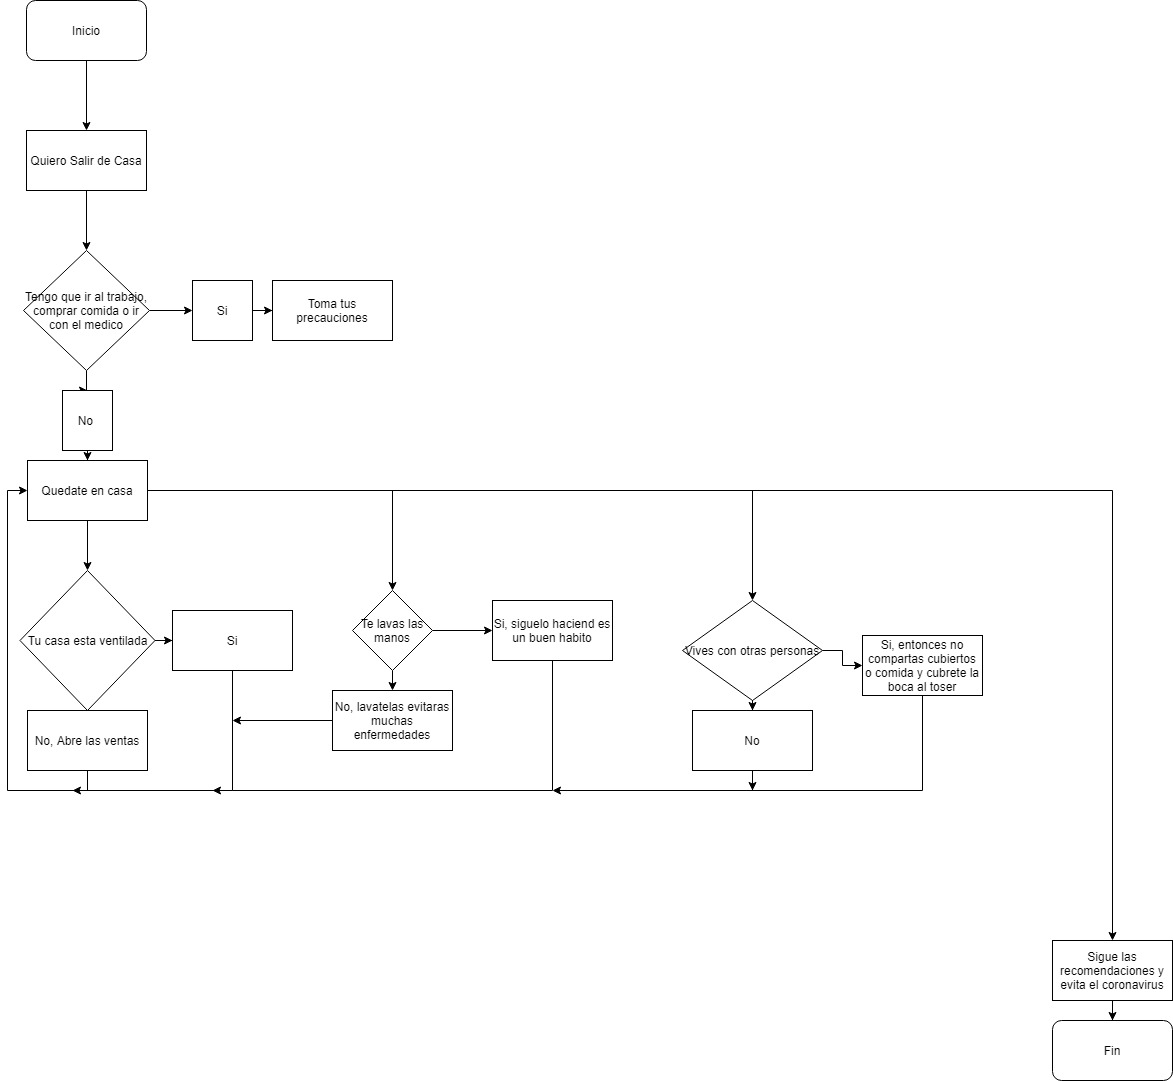 Inicio
Quiero Salir de Casa
Tengo que ir al trabajo,
comprar comida o ir
con el medico
Si
Toma tus
precauciones
No
Quedate en casa
Tu casa esta ventilada
Si
No, Abre las ventas
Te lavas las
manos
Si, siguelo haciend es
un buen habito
No, lavatelas evitaras
muchas
enfermedades
Vives con otras personas
Si, entonces no
compartas cubiertos
o comida y cubrete la
boca al toser
No
Sigue las
recomendaciones y
evita el coronavirus
Fin